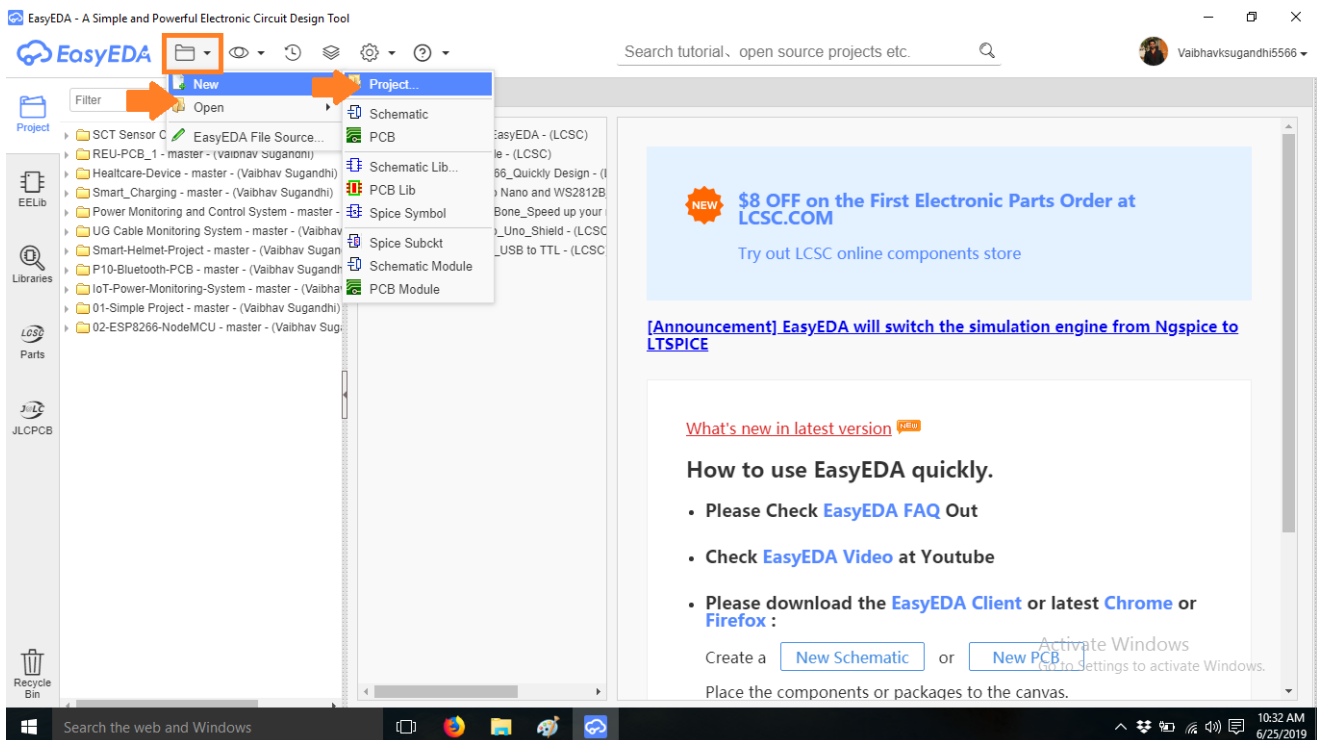 EasyEDA - A Simple and Powerful Electronic Circuit Design Tool
EasyEDA
Search tutorial、open source projects etc.
Vaibhavksugandhi5566
New
Open
EasyEDA File Source...
Project...
Schematic
PCB
Schematic Lib...
PCB Lib
Spice Symbol
Spice Subckt
Schematic Module
PCB Module
Project
EELib
Libraries
LCSC
Parts
JLC
JLCPCB
Recycle
Bin
Filter
SCT Sensor
REU-PCB_1 - master - (Vaibhav Sugandhi)
Healtcare-Device - master - (Vaibhav Sugandhi)
Smart_Charging - master - (Vaibhav Sugandhi)
Power Monitoring and Control System - master -
UG Cable Monitoring System - master - (Vaibhav
Smart-Helmet-Project - master - (Vaibhav Sugan
P10-Bluetooth-PCB - master - (Vaibhav Sugandh
IoT-Power-Monitoring-System - master - (Vaibha
01-Simple Project - master - (Vaibhav Sugandhi)
02-ESP8266-NodeMCU - master - (Vaibhav Sug
EasyEDA - (LCSC)
le - (LCSC)
66_Quickly Design - (
o Nano and WS2812B
Bone_Speed up your
o_Uno_Shield - (LCSC
_USB to TTL - (LCSC
NEW
$8 OFF on the First Electronic Parts Order at
LCSC.COM
Try out LCSC online components store
[Announcement] EasyEDA will switch the simulation engine from Ngspice to
LTSPICE
What's new in latest version
How to use EasyEDA quickly.
• Please Check EasyEDA FAQ Out
• Check EasyEDA Video at Youtube
• Please download the EasyEDA Client or latest Chrome or
Firefox :
Create a New Schematic or New PCB
Place the components or packages to the canvas.
Activate Windows
Go to Settings to activate Windows.
Search the web and Windows
10:32 AM
6/25/2019